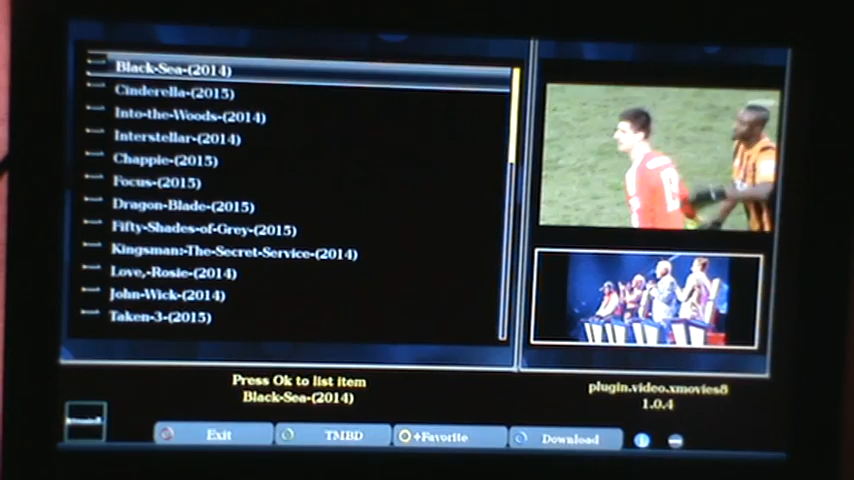 Black-Sea-(2014)
Cinderella-(2015)
Into-the-Woods-(2014)
Interstellar-(2014)
Chappie-(2015)
Focus-(2015)
Dragon-Blade-(2015)
Fifty-Shades-of-Grey-(2015)
Kingsman:-The-Secret-Service-(2014)
Love,-Rosie-(2014)
John-Wick-(2014)
Taken-3-(2015)
Press Ok to list item
Black-Sea-(2014)
plugin.video.xmovies8
1.0.4
Exit
TMBD
+Favorite
Download